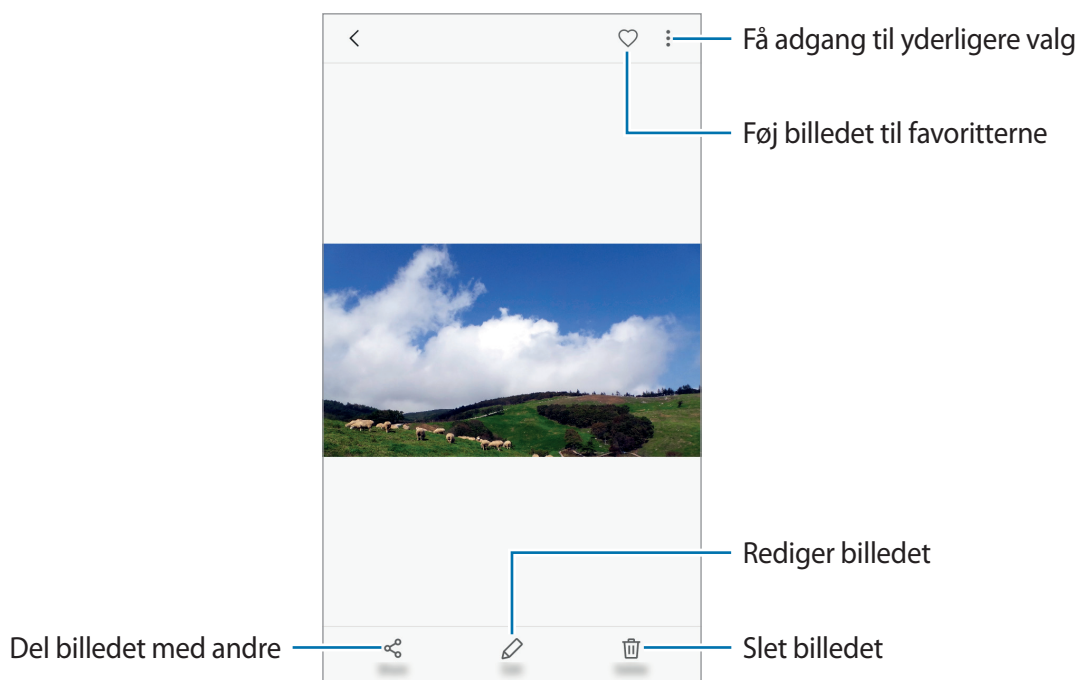 Få adgang til yderligere valg
Føj billedet til favoritterne
Rediger billedet
Del billedet med andre
Slet billedet